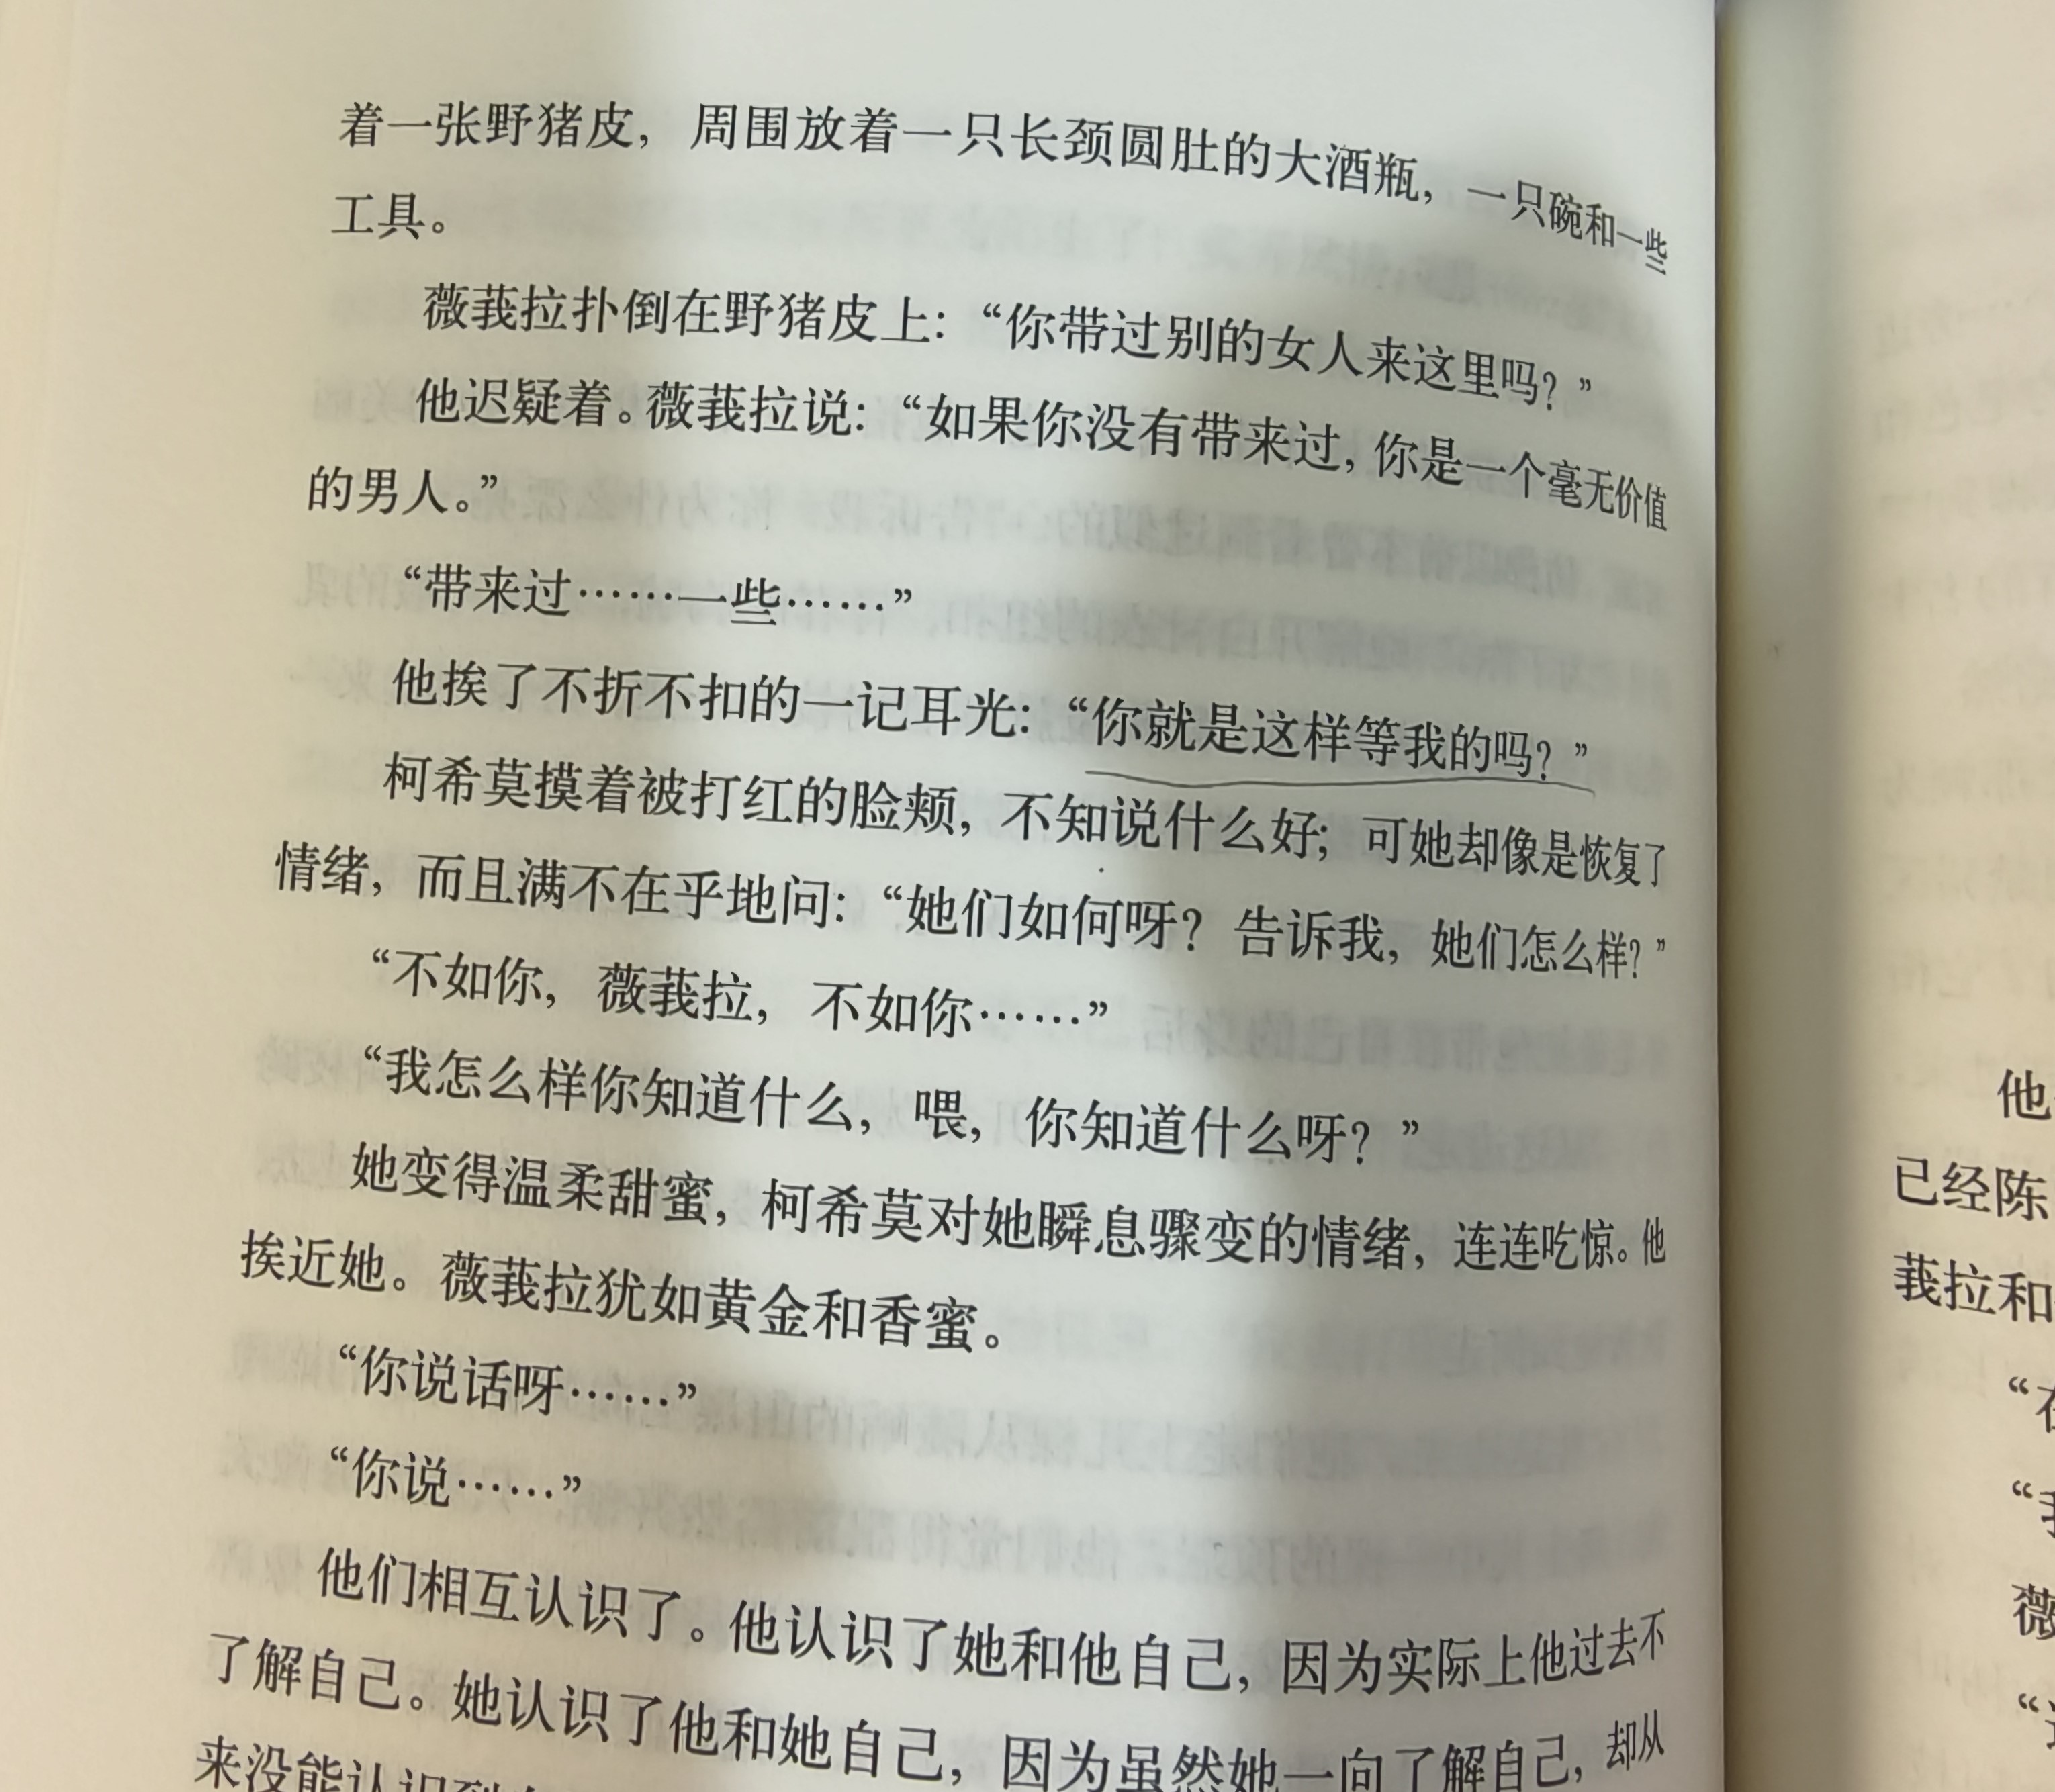 着一张野猪皮，周围放着一只长颈圆肚的大酒瓶，一只碗和一些
工具。
薇莪拉扑倒在野猪皮上：“你带过别的女人来这里吗？”
他迟疑着。薇莪拉说：“如果你没有带来过，你是一个毫无价值
的男人。”
“带来过……一些……”
他挨了不折不扣的一记耳光：“你就是这样等我的吗？”
柯希莫摸着被打红的脸颊，不知说什么好；可她却像是恢复了
情绪，而且满不在乎地问：“她们如何呀？告诉我，她们怎么样？”
“不如你，薇莪拉，不如你……”
“我怎么样你知道什么，喂，你知道什么呀？”
她变得温柔甜蜜，柯希莫对她瞬息骤变的情绪，连连吃惊。他
挨近她。薇莪拉犹如黄金和香蜜。
“你说话呀……”
“你说……”
他们相互认识了。他认识了她和他自己，因为实际上他过去不
了解自己。她认识了他和她自己，因为虽然她一向了解自己，却从
来没能认识到
他
已经陈
莪拉和
“在
“我
薇